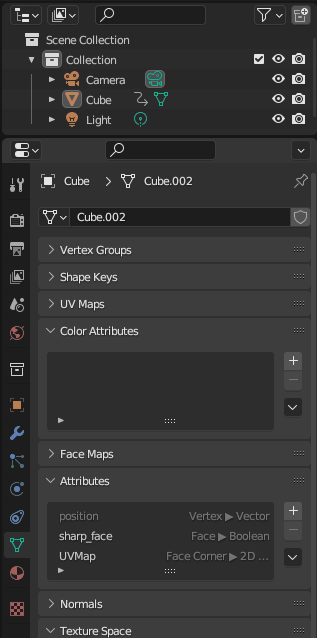 Scene Collection
Collection
Camera
Cube
Light
Cube Cube.002
Cube.002
Vertex Groups
Shape Keys
UV Maps
Color Attributes
Face Maps
Attributes
position Vertex ▶ Vector
sharp_face Face ▶ Boolean
UVMap Face Corner ▶ 2D ...
Normals
Texture Space